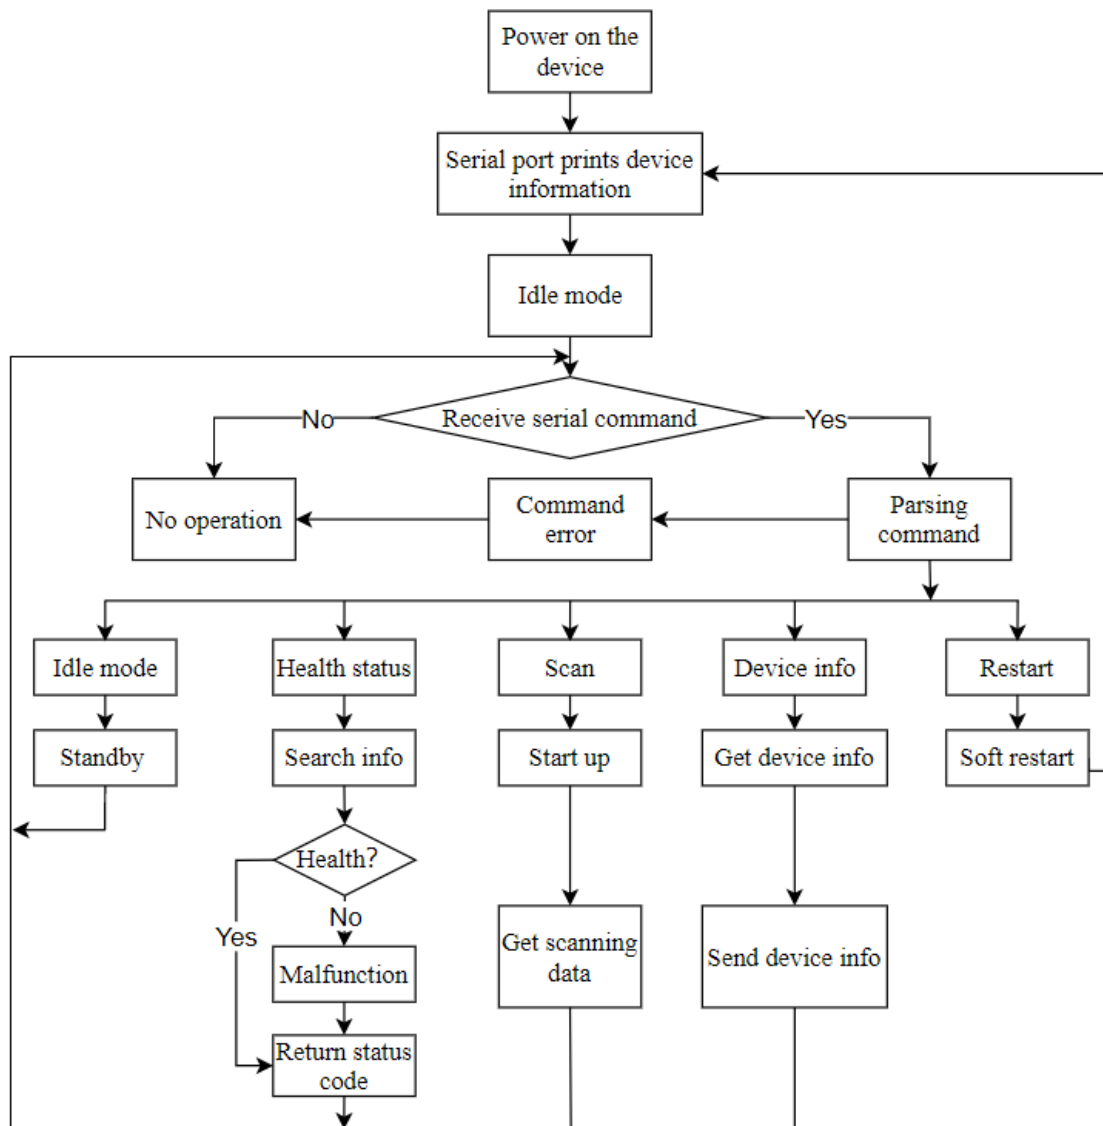 Power on the
device
Serial port prints device
information
Idle mode
Receive serial command
No
Yes
No operation
Command
error
Parsing
command
Idle mode
Health status
Scan
Device info
Restart
Standby
Search info
Start up
Get device info
Soft restart
Health?
No
Yes
Get scanning
data
Send device info
Malfunction
Return status
code